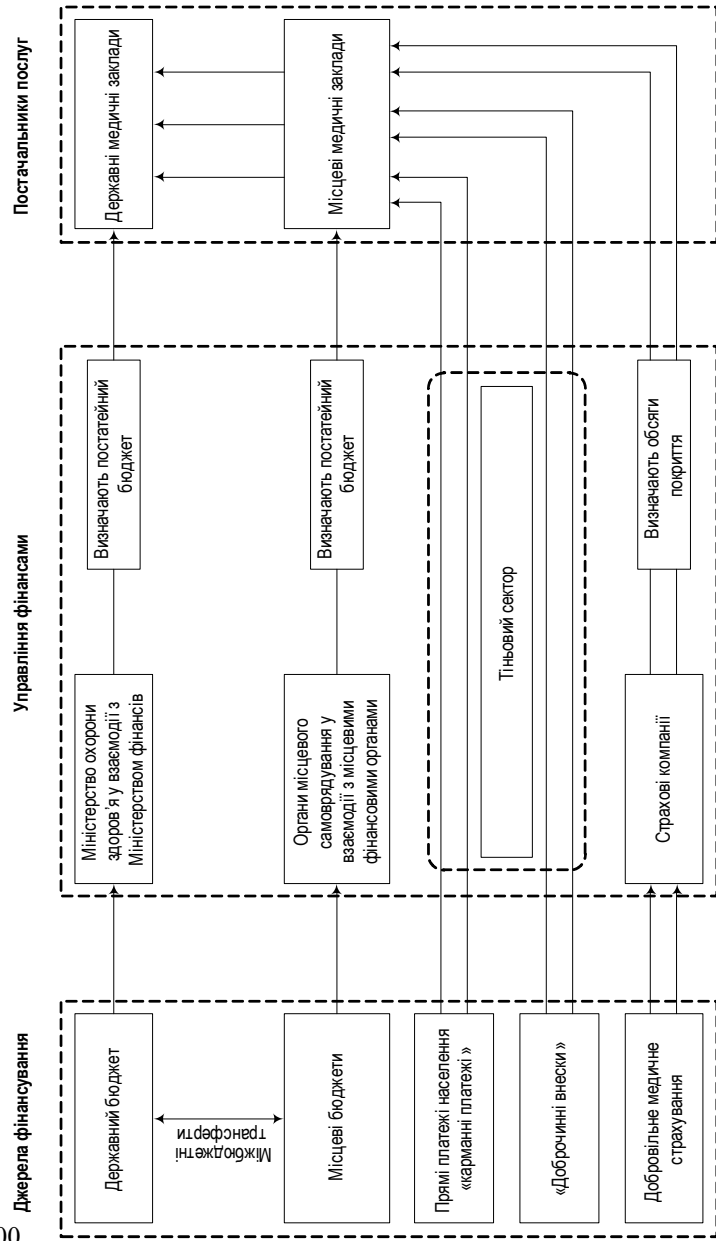 Джерела фінансування
Управління фінансами
Постачальники послуг
Державний бюджет
Міністерство охорони
здоров'я у взаємодії з
Міністерством фінансів
Визначають постатейний
бюджет
Державні медичні заклади
Міжбюджетні
трансферти
Місцеві бюджети
Органи місцевого
самоврядування у
взаємодії з місцевими
фінансовими органами
Визначають постатейний
бюджет
Місцеві медичні заклади
Прямі платежі населення
«карманні платежі »
Тіньовий сектор
«Доброчинні внески»
Добровільне медичне
страхування
Страхові компанії
Визначають обсяги
покриття